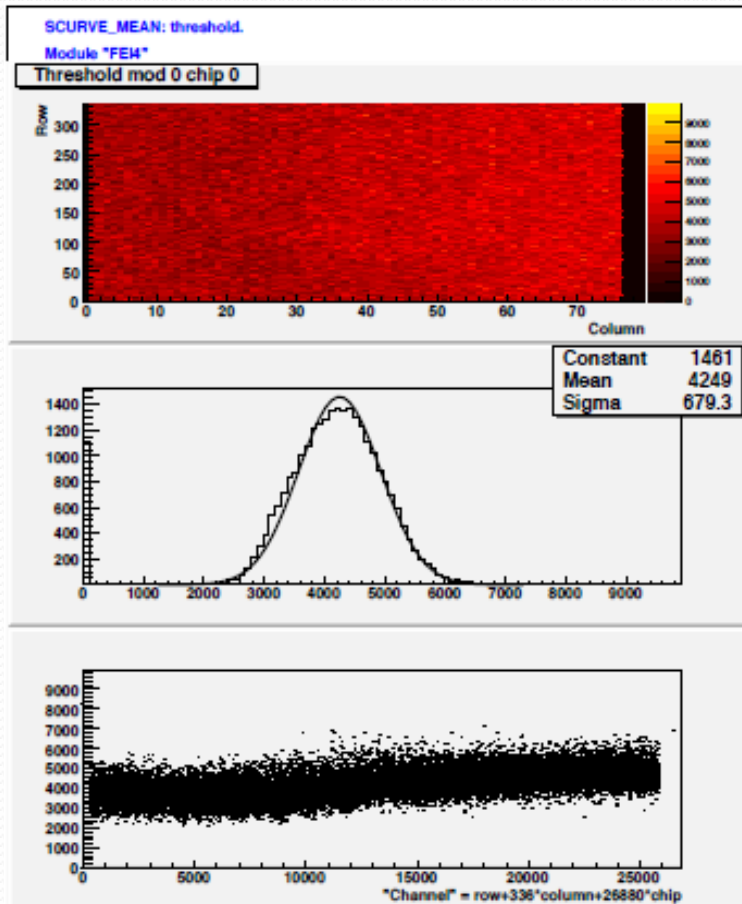 SCURVE_MEAN: threshold.
Module "FEI4"
Threshold mod 0 chip 0
Row
300
250
200
150
100
50
0
0 10 20 30 40 50 60 70
Column
9000
8000
7000
6000
5000
4000
3000
2000
1000
0
Constant 1461
Mean 4249
Sigma 679.3
1400
1200
1000
800
600
400
200
0 1000 2000 3000 4000 5000 6000 7000 8000 9000
9000
8000
7000
6000
5000
4000
3000
2000
1000
0
0 5000 10000 15000 20000 25000
"Channel" = row+336*column+26880*chip